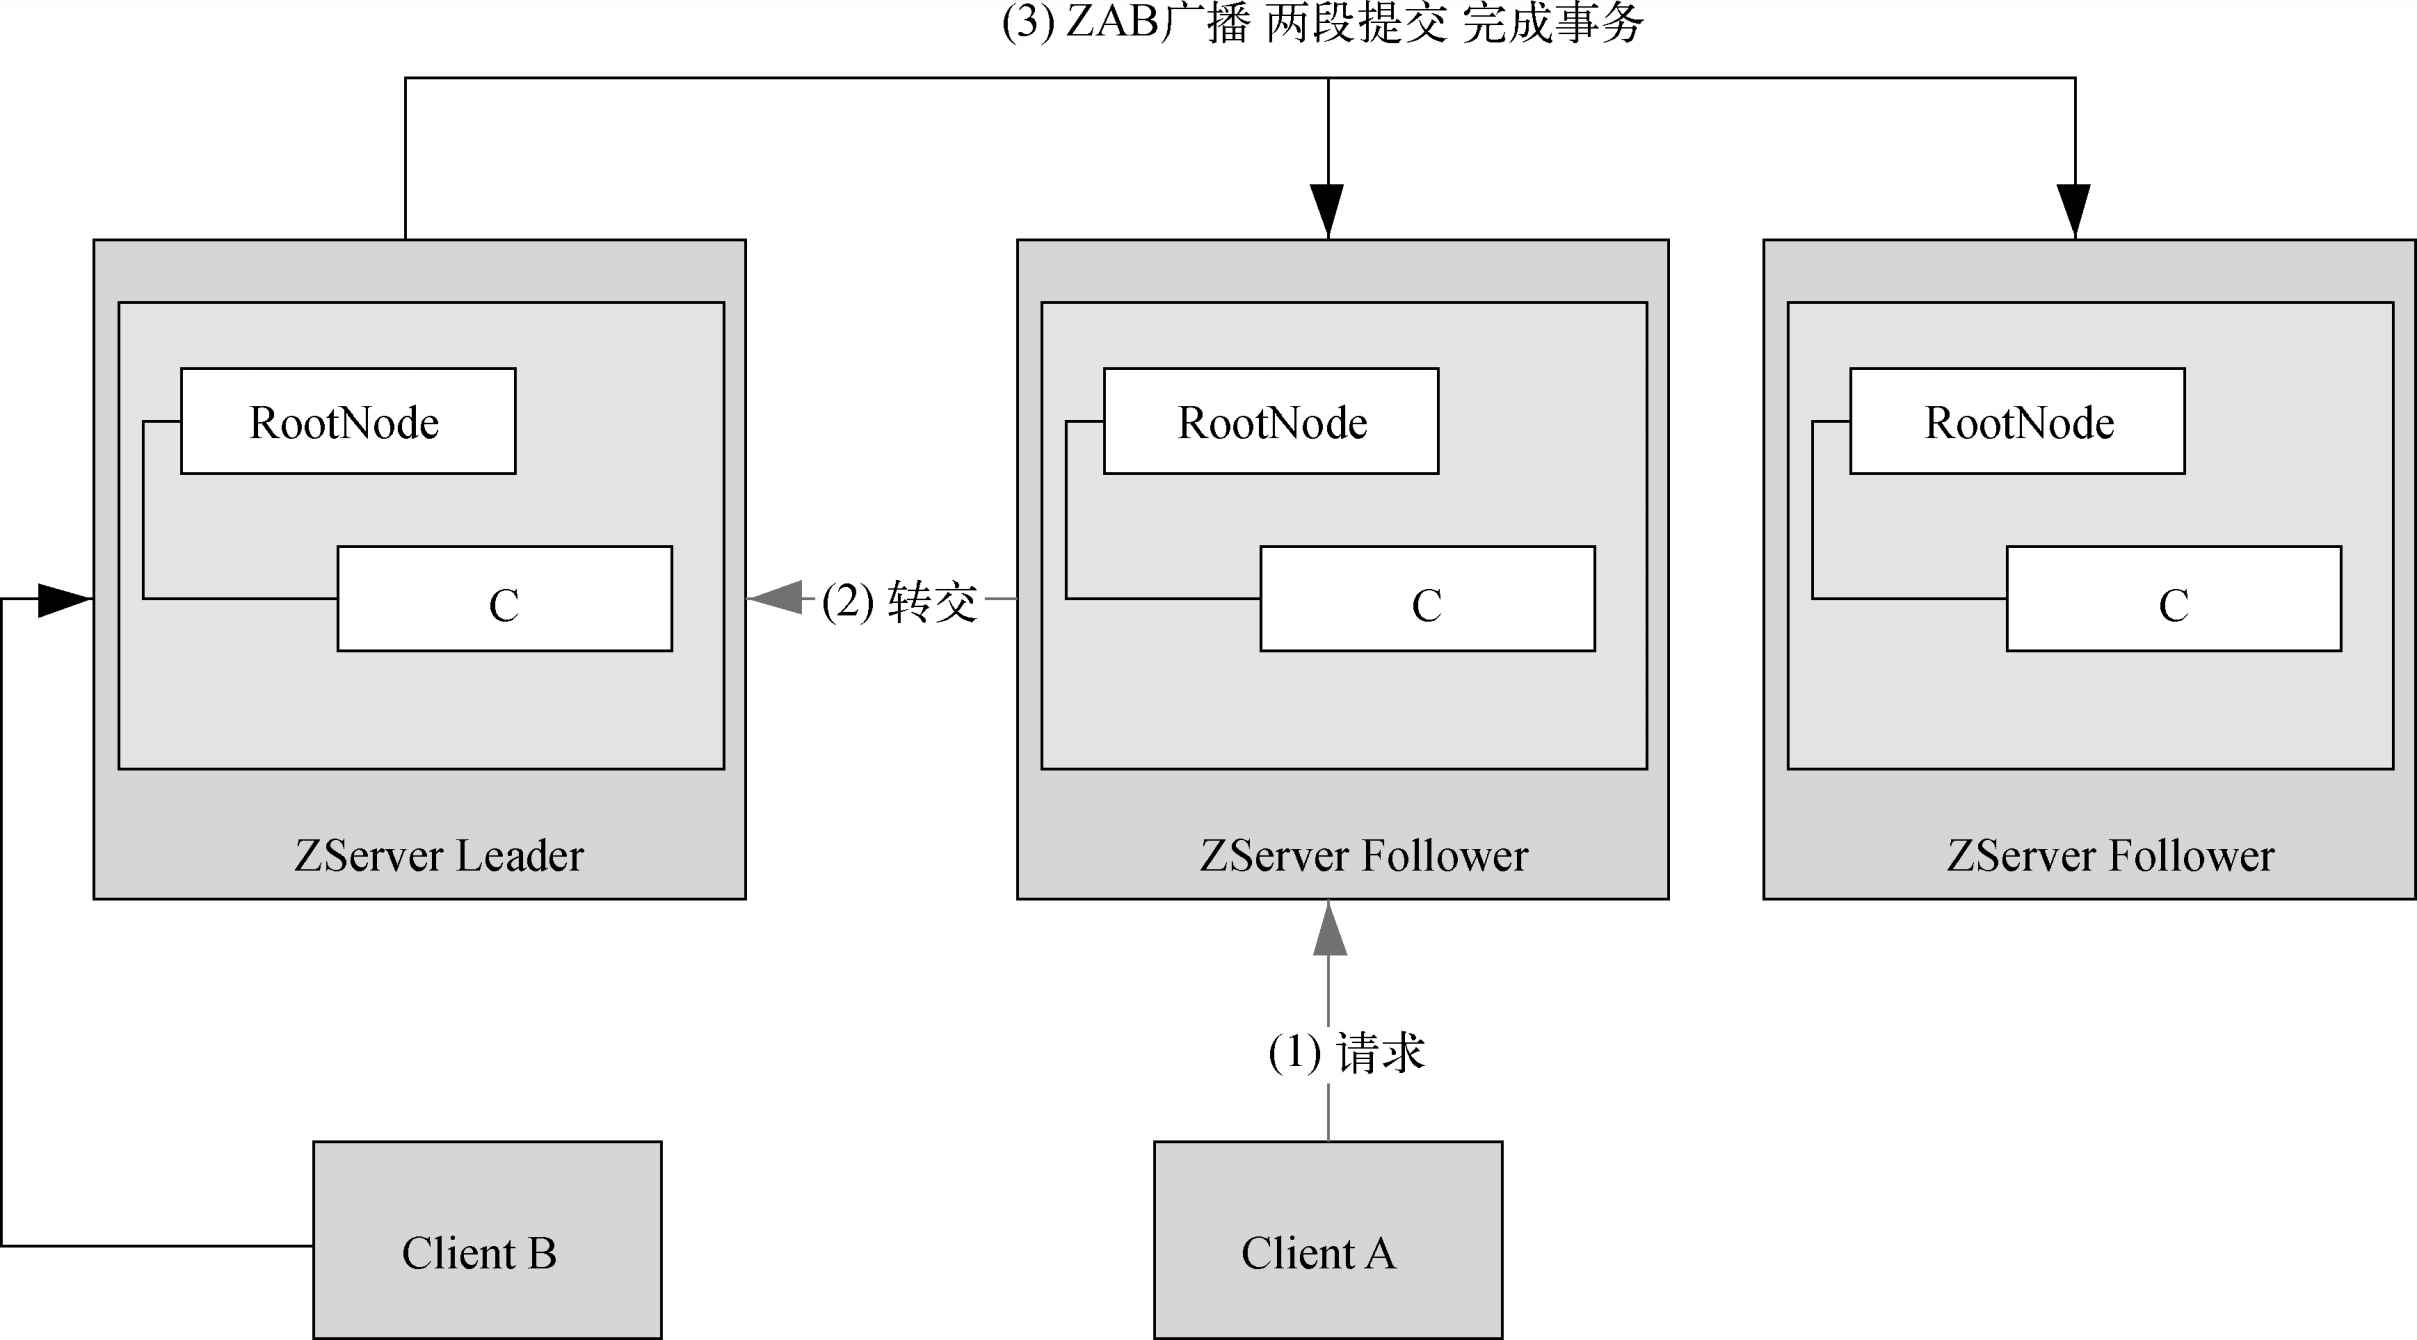 (3) ZAB广播 两段提交 完成事务
RootNode
RootNode
RootNode
C
(2) 转交
C
C
ZServer Leader
ZServer Follower
ZServer Follower
(1) 请求
Client B
Client A